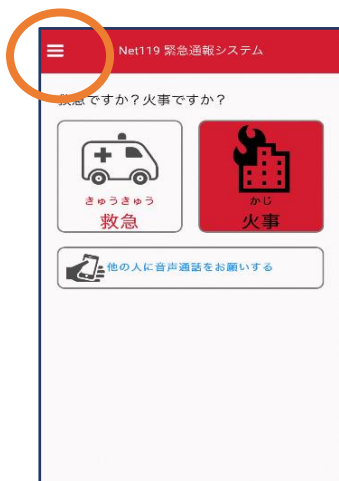 Net119 緊急通報システム
救急ですか？火事ですか？
きゅうきゅう
救急
かじ
火事
他の人に音声通話をお願いする